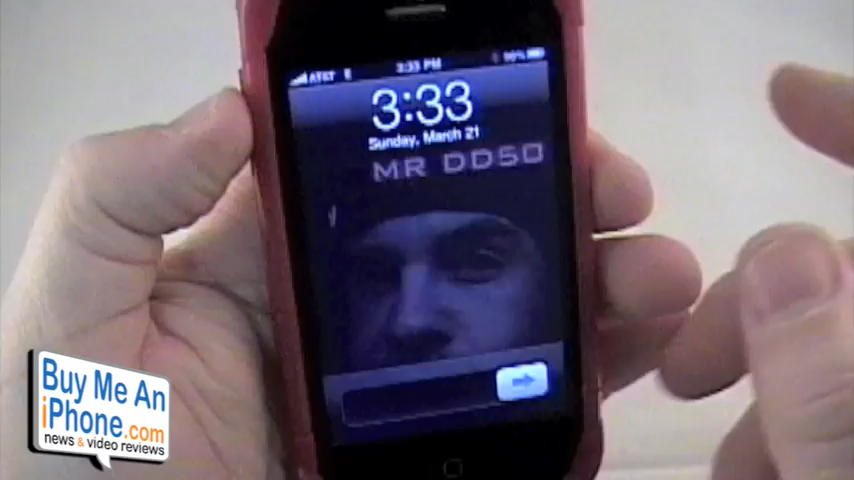 AT&T 3:33 PM
3:33
Sunday, March 21
MR DD50
Buy Me An
iPhone.com
news & video reviews